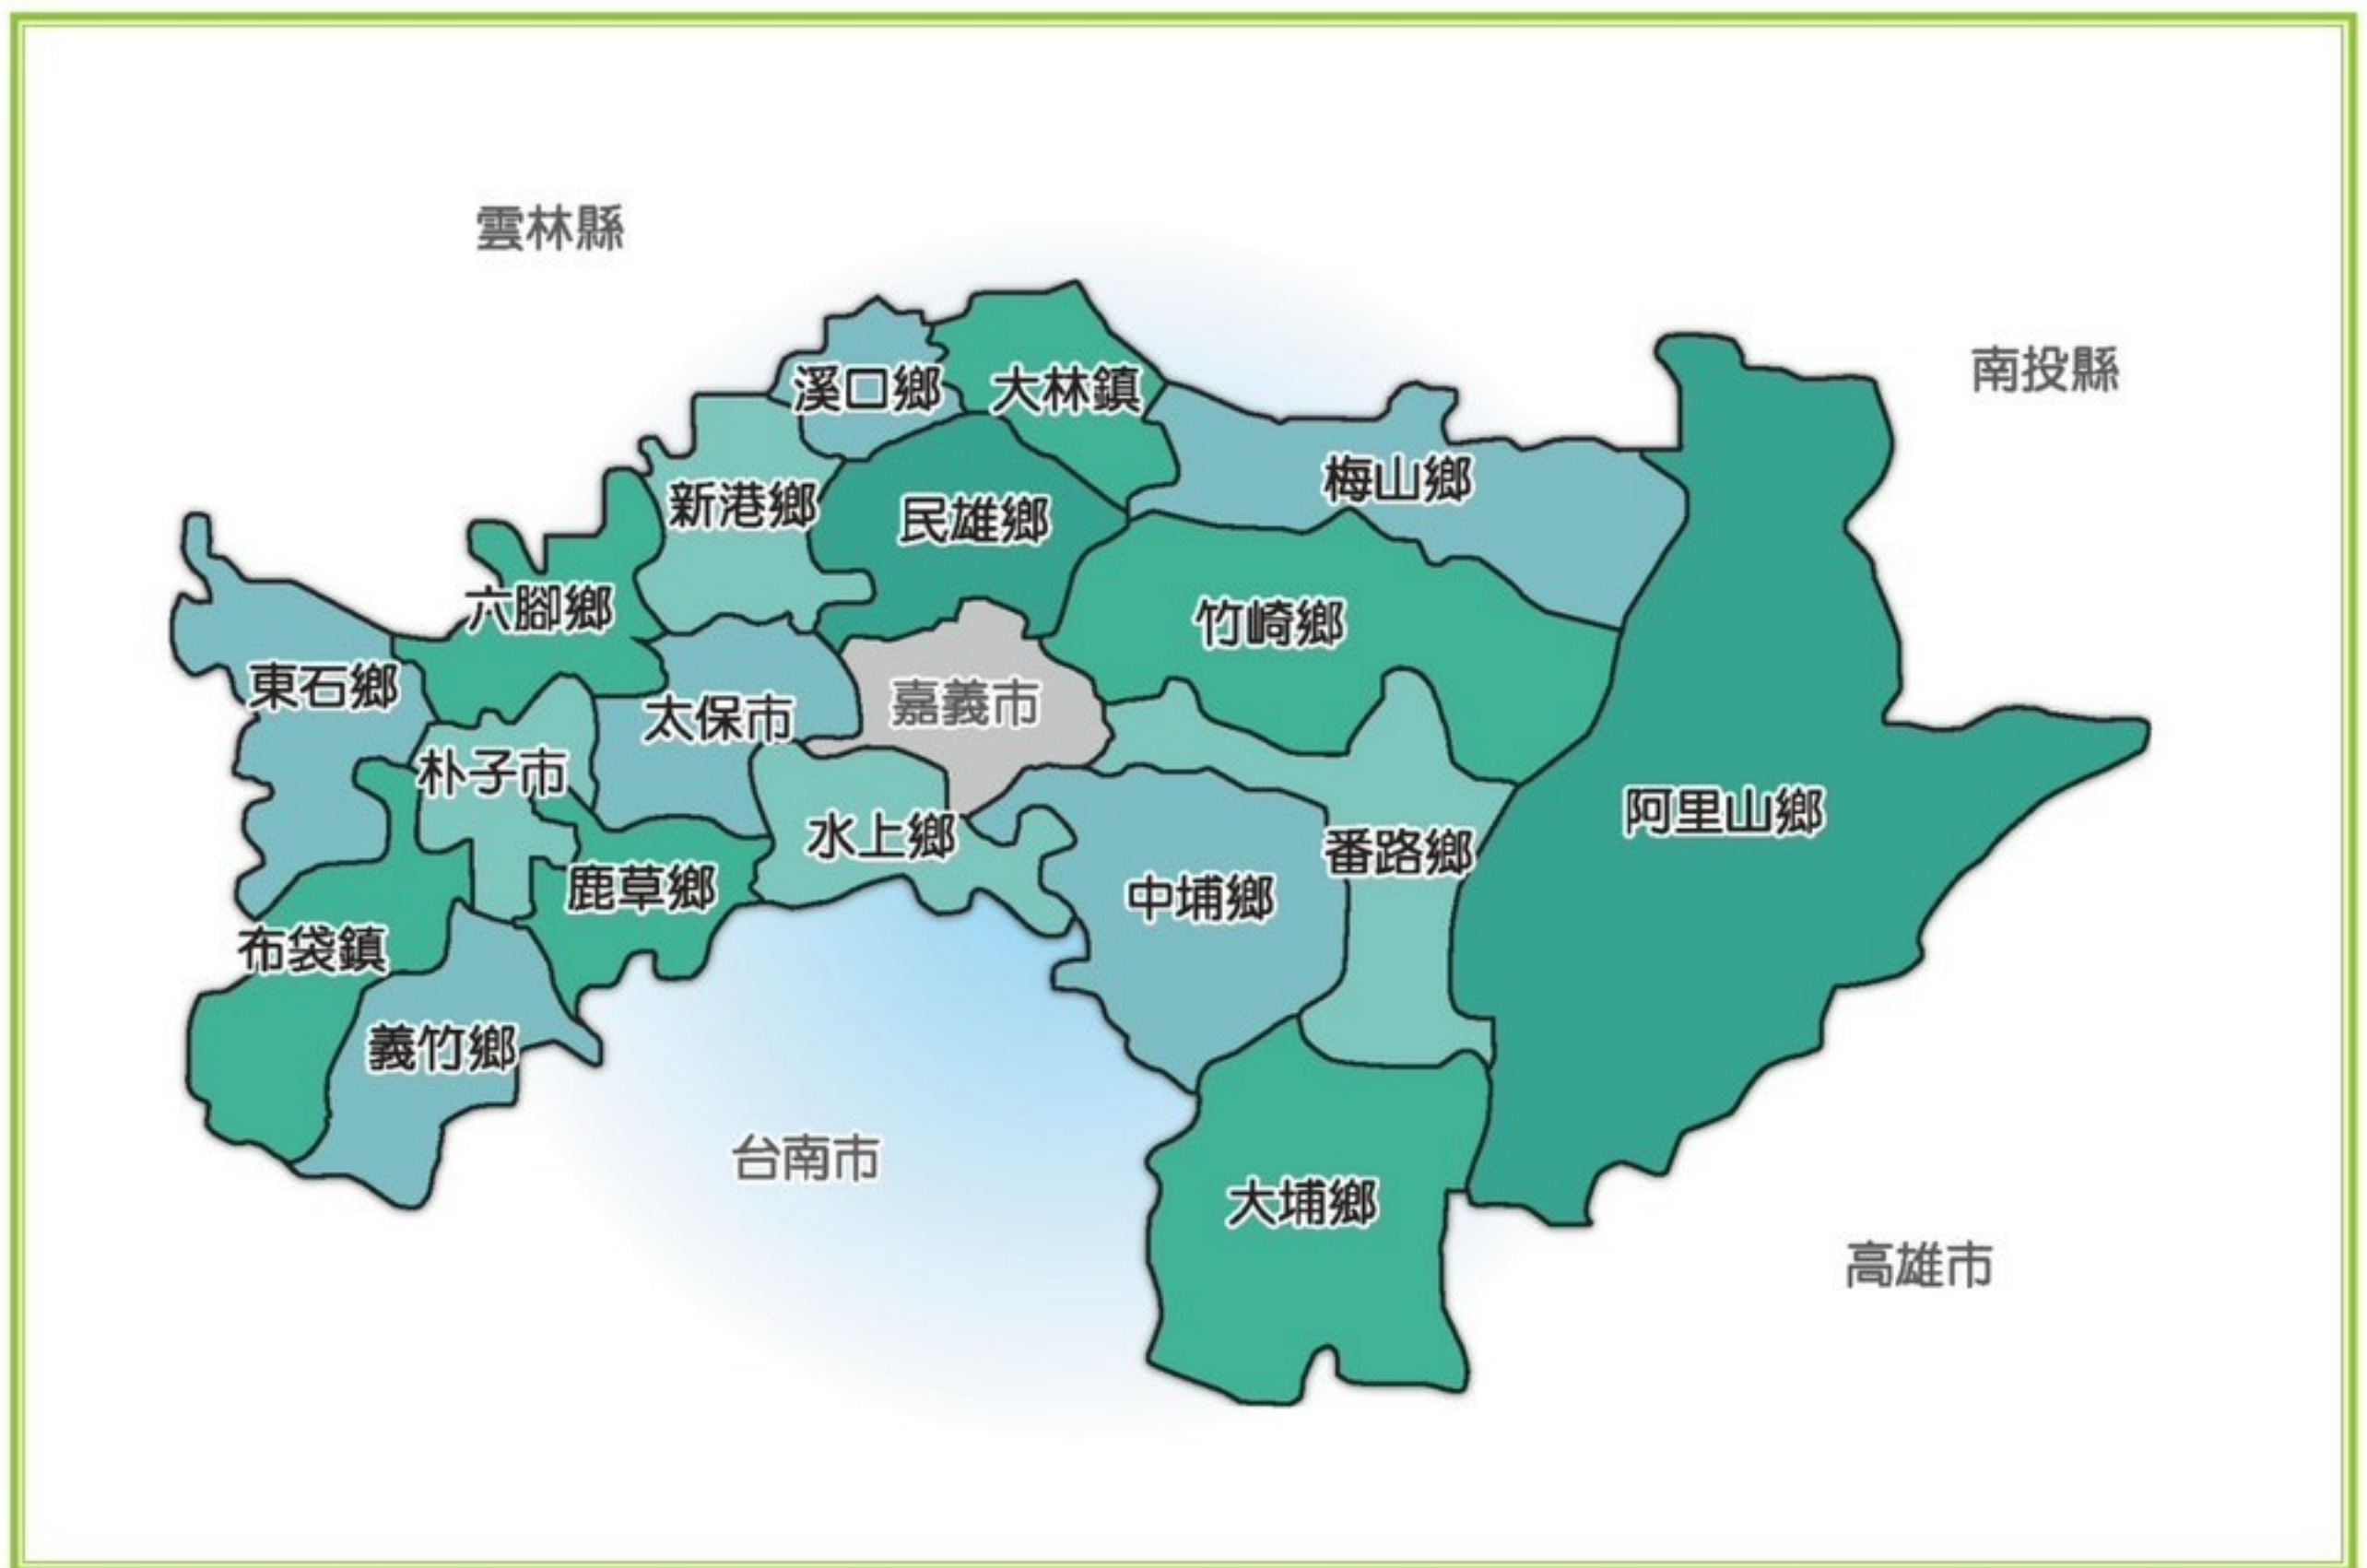 雲林縣
南投縣
溪口鄉
大林鎮
梅山鄉
新港鄉
民雄鄉
六腳鄉
竹崎鄉
東石鄉
太保市
嘉義市
朴子市
水上鄉
阿里山鄉
番路鄉
鹿草鄉
中埔鄉
布袋鎮
義竹鄉
台南市
大埔鄉
高雄市